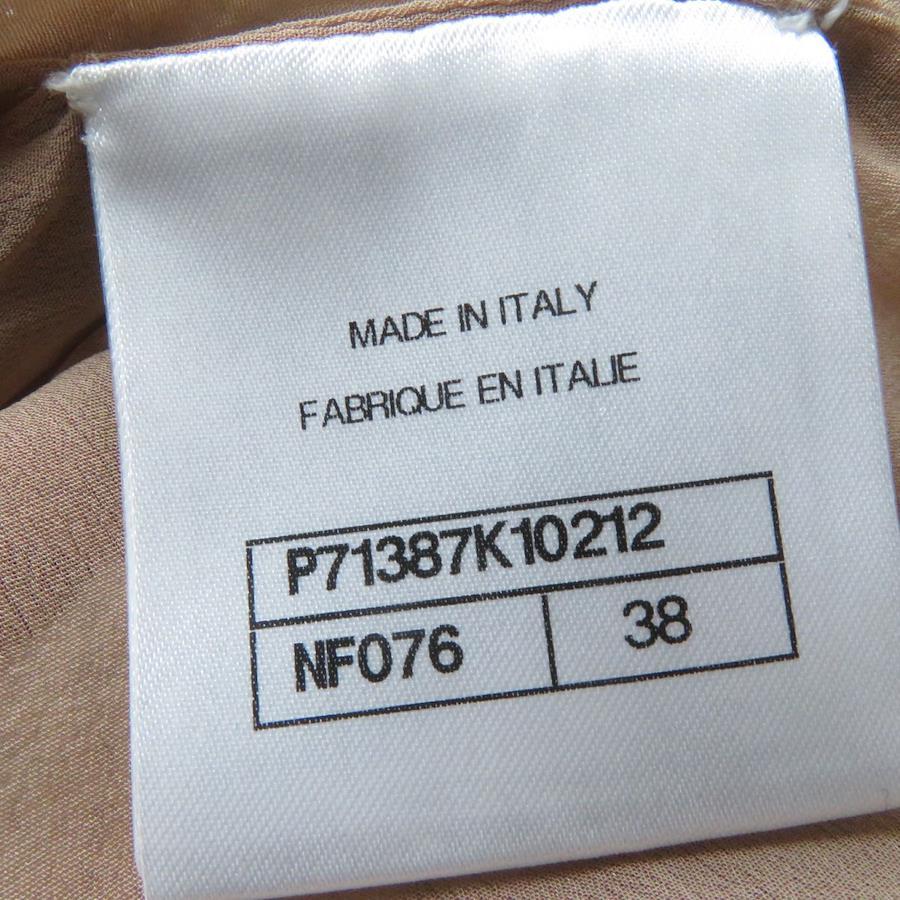 MADE IN ITALY
FABRIQUE EN ITALIE
P71387K10212
NF076 38